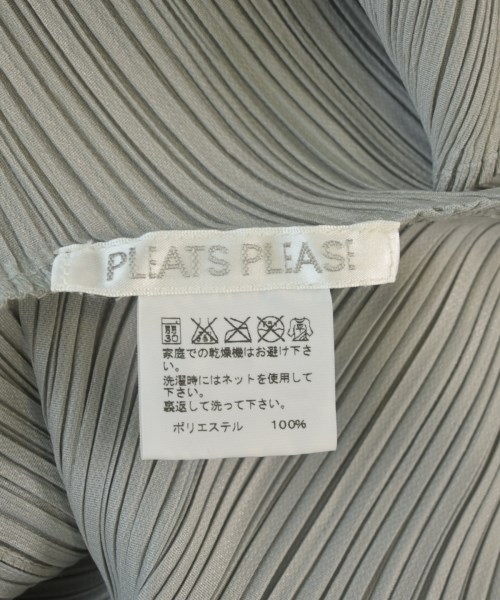 PLEATS PLEASE
家庭での乾燥機はお避け下さ
い。
洗濯時にはネットを使用して
下さい。
裏返して洗って下さい。
ポリエステル 100%